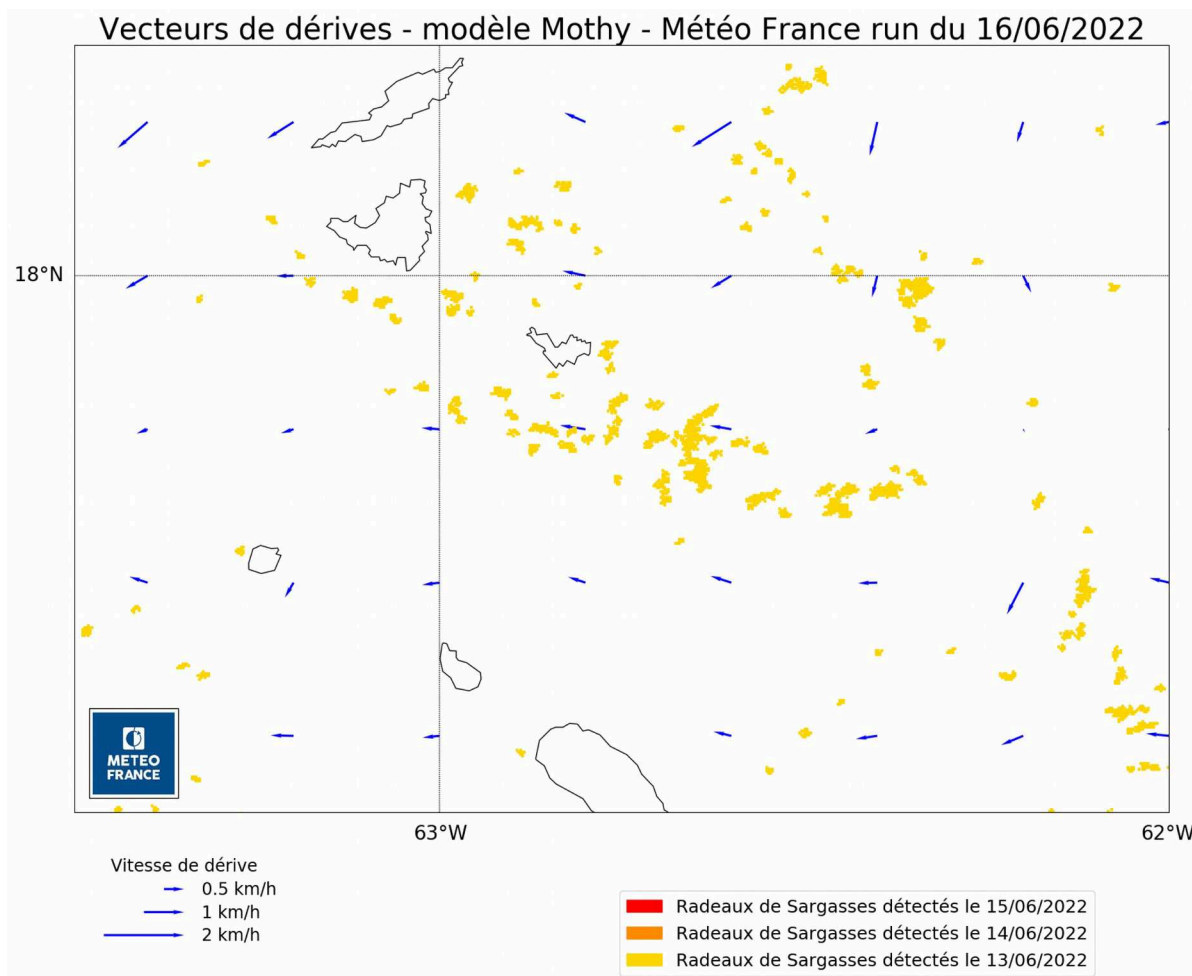 Vecteurs de dérives - modèle Mothy - Météo France run du 16/06/2022
18°N
METEO
FRANCE
63°W
62°W
Vitesse de dérive
0.5 km/h
1 km/h
2 km/h
Radeaux de Sargasses détectés le 15/06/2022
Radeaux de Sargasses détectés le 14/06/2022
Radeaux de Sargasses détectés le 13/06/2022